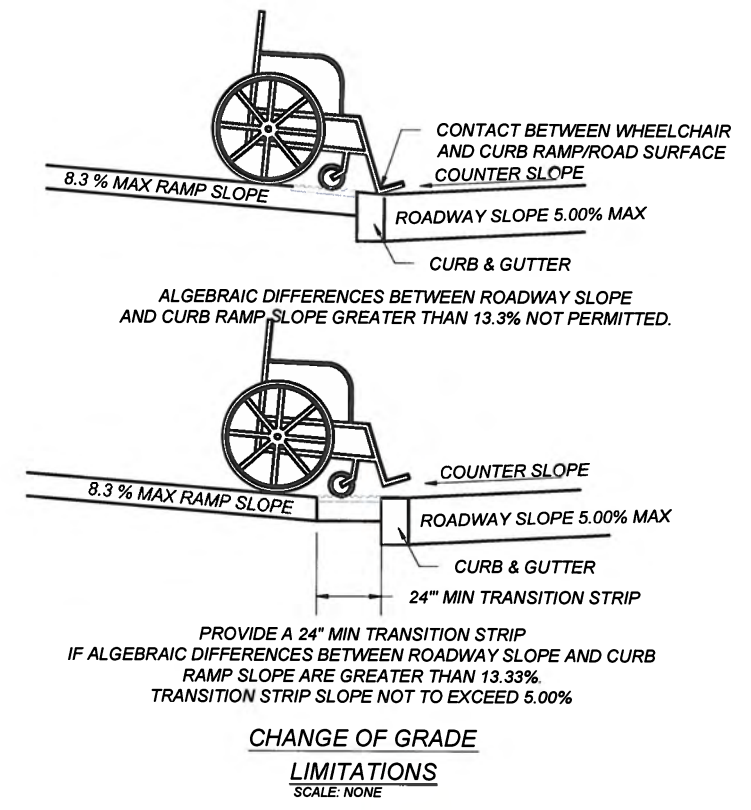 CONTACT BETWEEN WHEELCHAIR
AND CURB RAMP/ROAD SURFACE
COUNTER SLOPE
8.3 % MAX RAMP SLOPE
ROADWAY SLOPE 5.00% MAX
CURB & GUTTER
ALGEBRAIC DIFFERENCES BETWEEN ROADWAY SLOPE
AND CURB RAMP SLOPE GREATER THAN 13.3% NOT PERMITTED.
COUNTER SLOPE
8.3 % MAX RAMP SLOPE
ROADWAY SLOPE 5.00% MAX
CURB & GUTTER
24"' MIN TRANSITION STRIP
PROVIDE A 24" MIN TRANSITION STRIP
IF ALGEBRAIC DIFFERENCES BETWEEN ROADWAY SLOPE AND CURB
RAMP SLOPE ARE GREATER THAN 13.33%.
TRANSITION STRIP SLOPE NOT TO EXCEED 5.00%
CHANGE OF GRADE
LIMITATIONS
SCALE: NONE